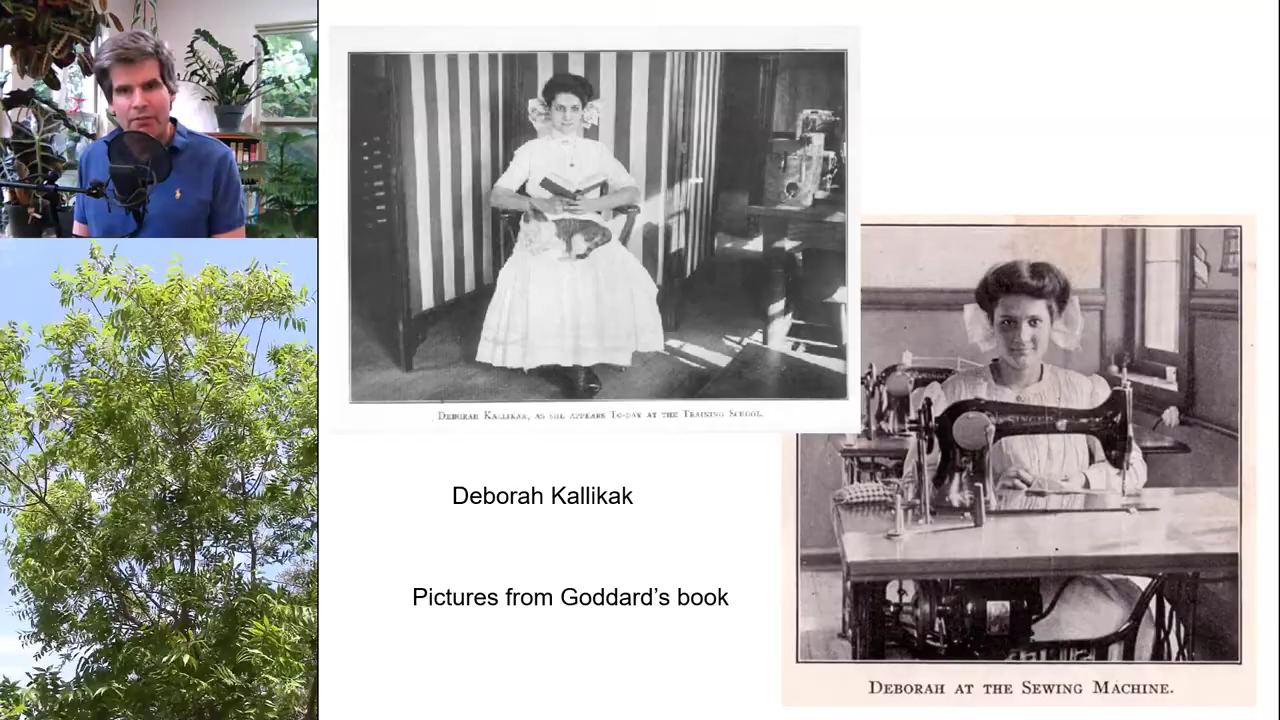 DEBORAH KALLIKAK, AS SHE APPEARS TO-DAY AT THE TRAINING SCHOOL.
SINGER
Deborah Kallikak
Pictures from Goddard’s book
DEBORAH AT THE SEWING MACHINE.